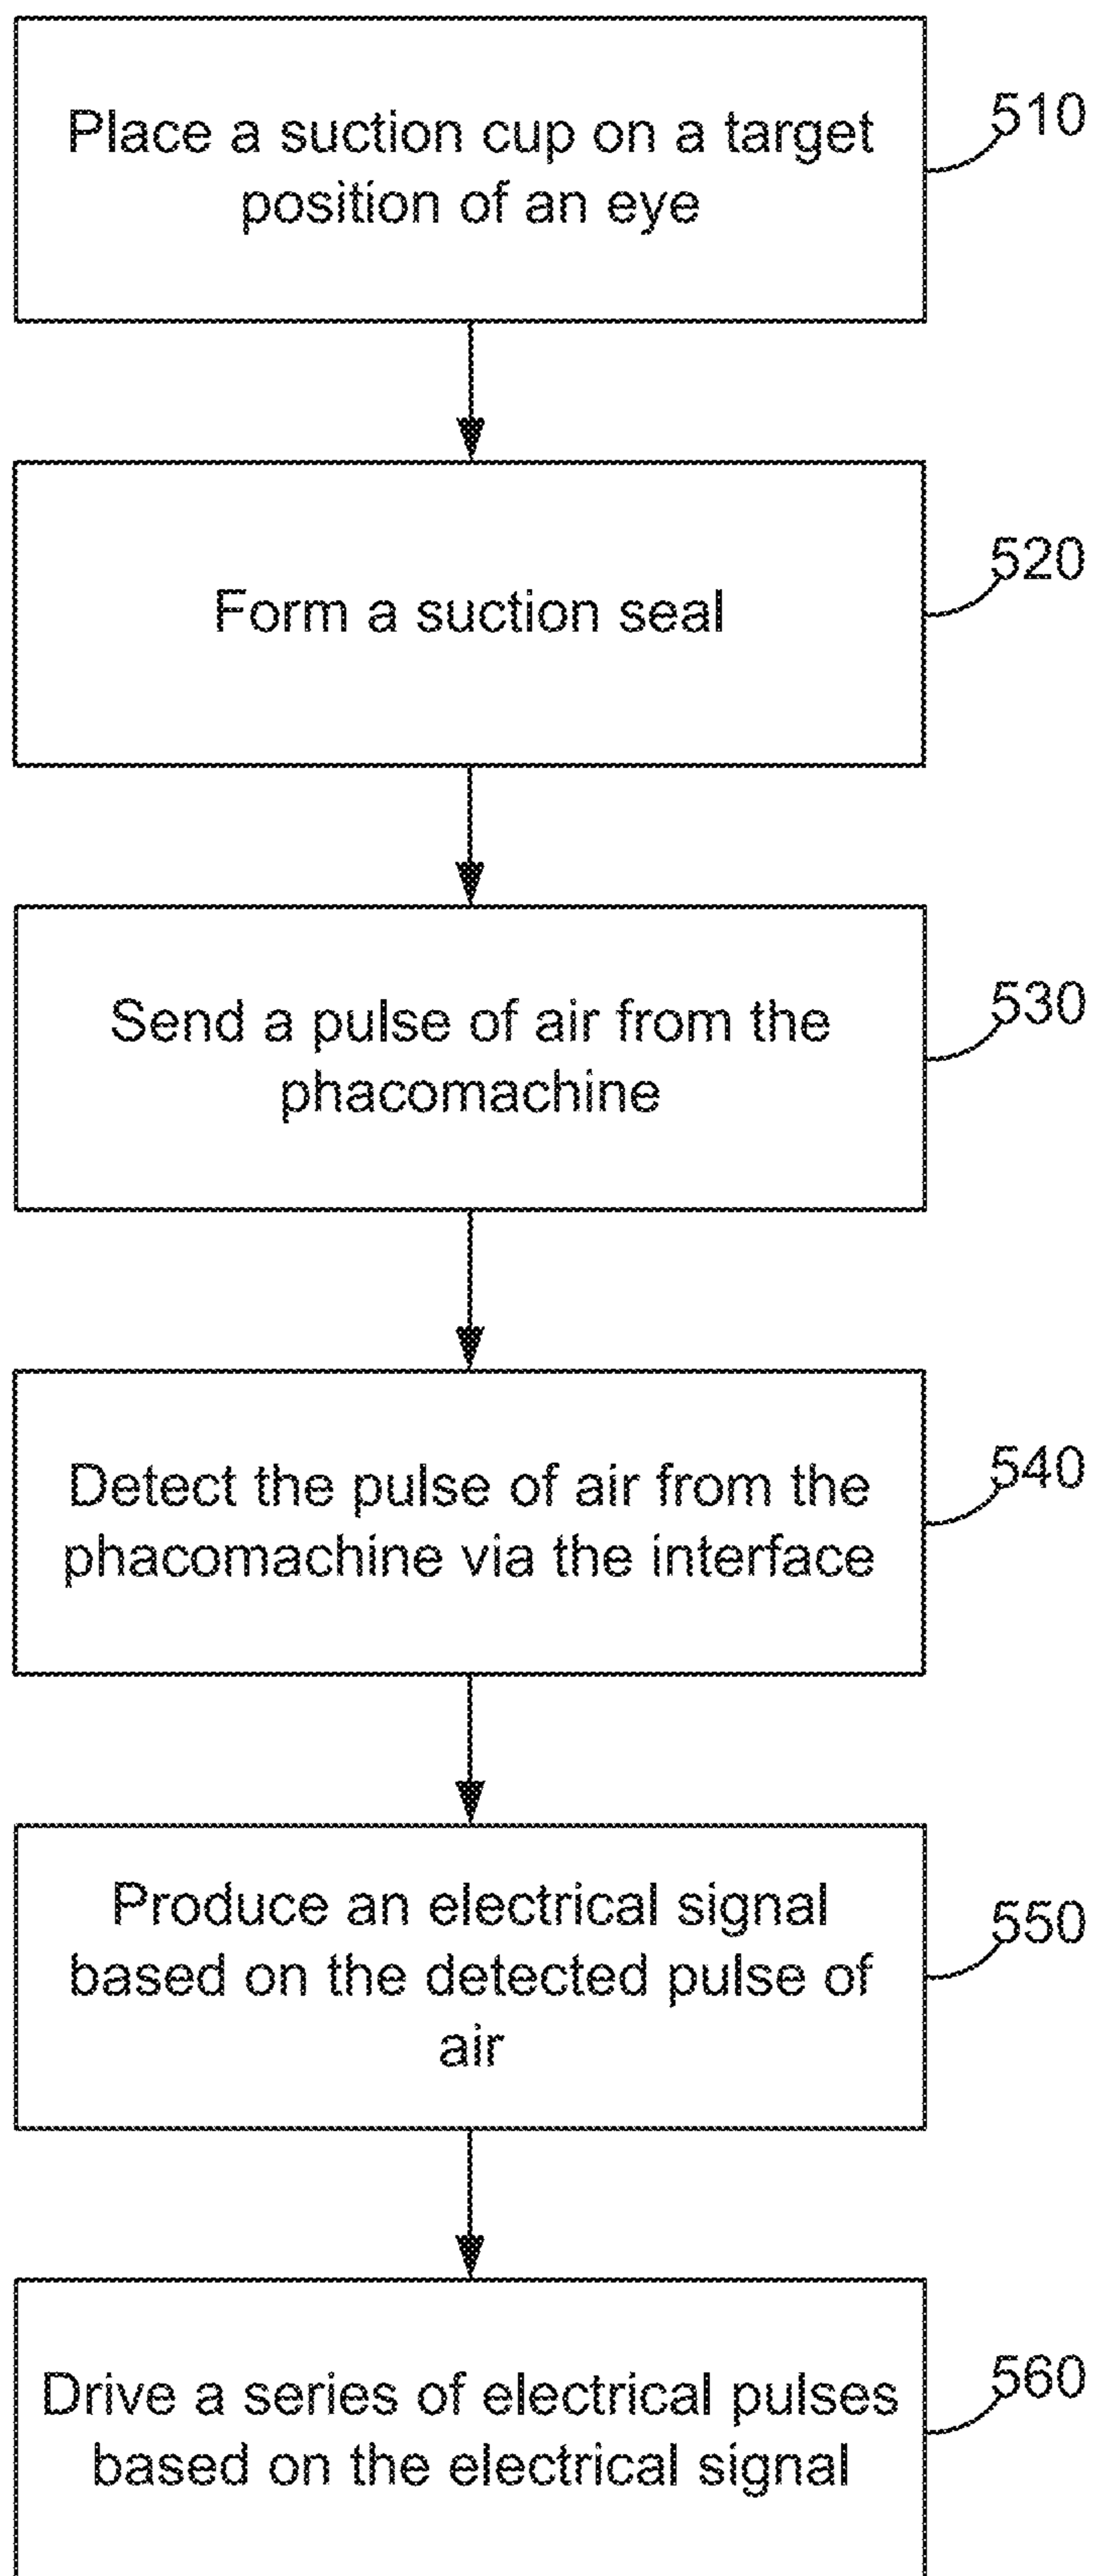 Place a suction cup on a target
position of an eye
510
Form a suction seal
520
Send a pulse of air from the
phacomachine
530
Detect the pulse of air from the
phacomachine via the interface
540
Produce an electrical signal
based on the detected pulse of
air
550
Drive a series of electrical pulses
based on the electrical signal
560